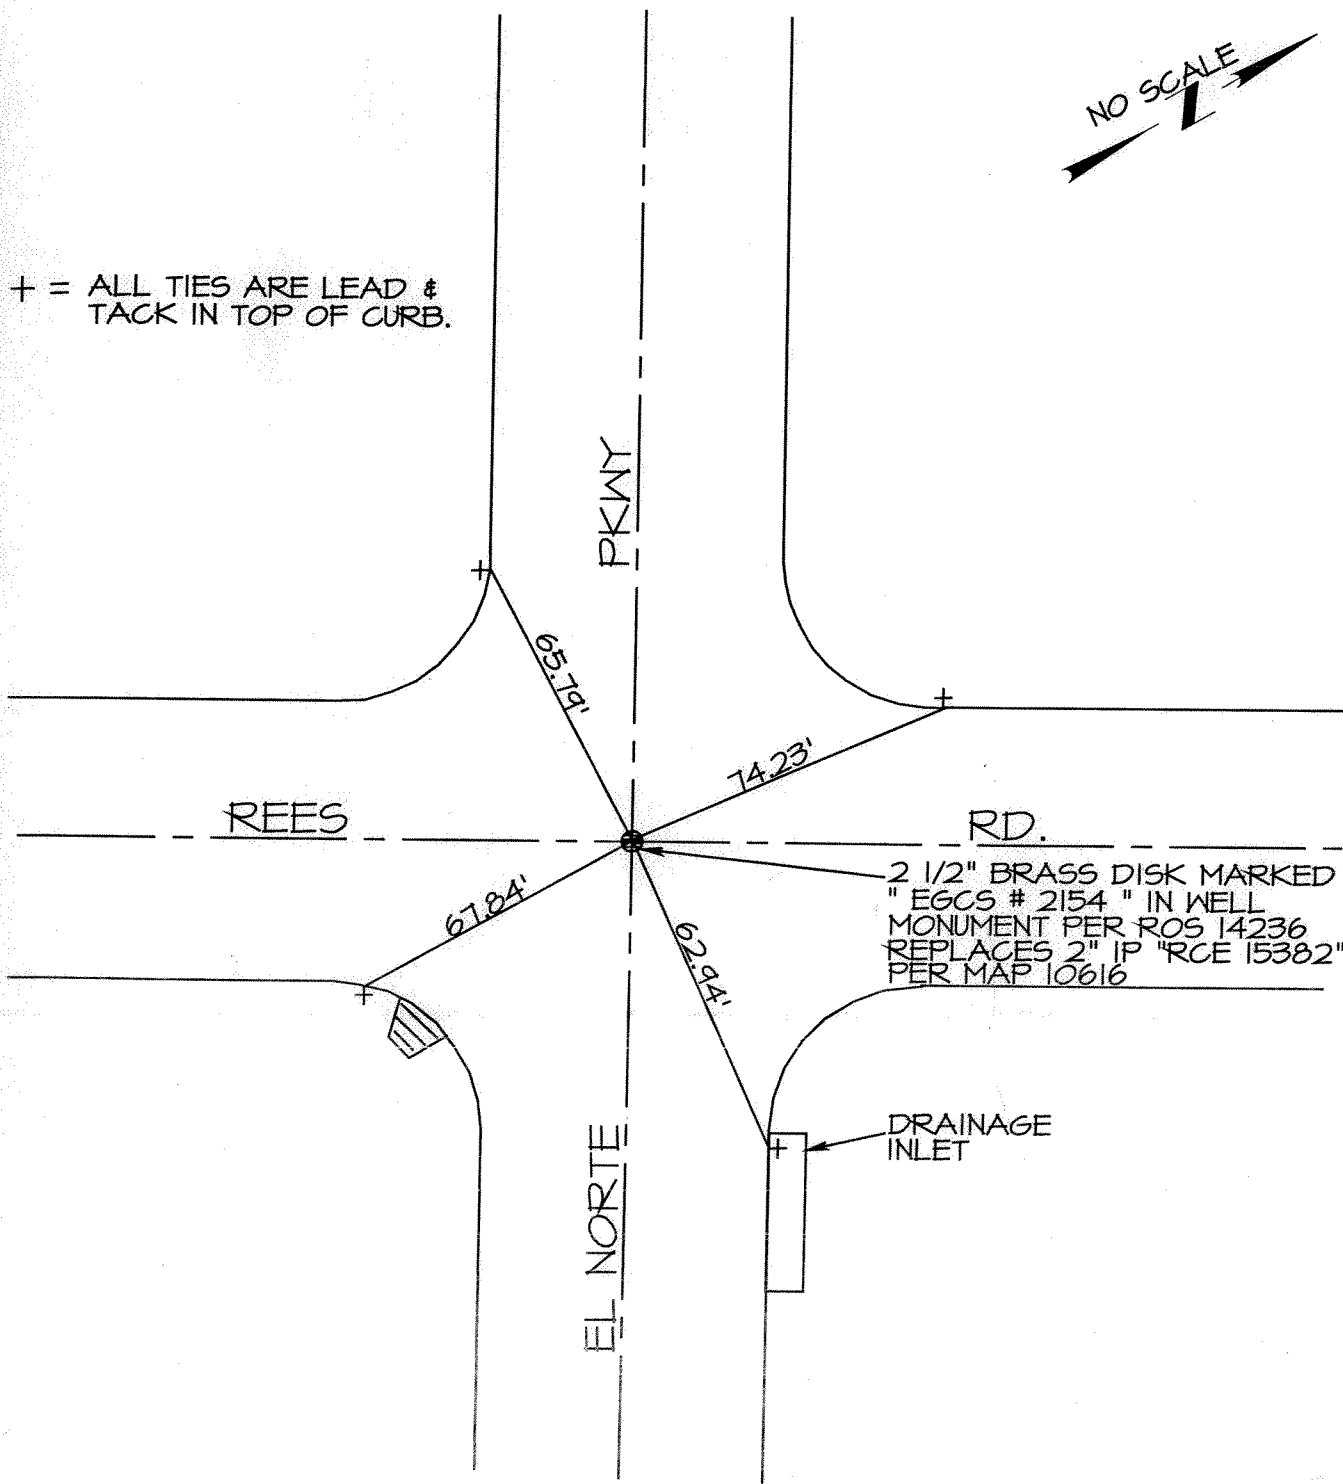 NO SCALE
N
+ = ALL TIES ARE LEAD &
TACK IN TOP OF CURB.
PKWY
65.79'
74.23'
REES
RD.
67.84'
62.94'
2 1/2" BRASS DISK MARKED
" EGCS # 2154 " IN WELL
MONUMENT PER ROS 14236
REPLACES 2" IP "RCE 15382"
PER MAP 10616
DRAINAGE
INLET
EL NORTE